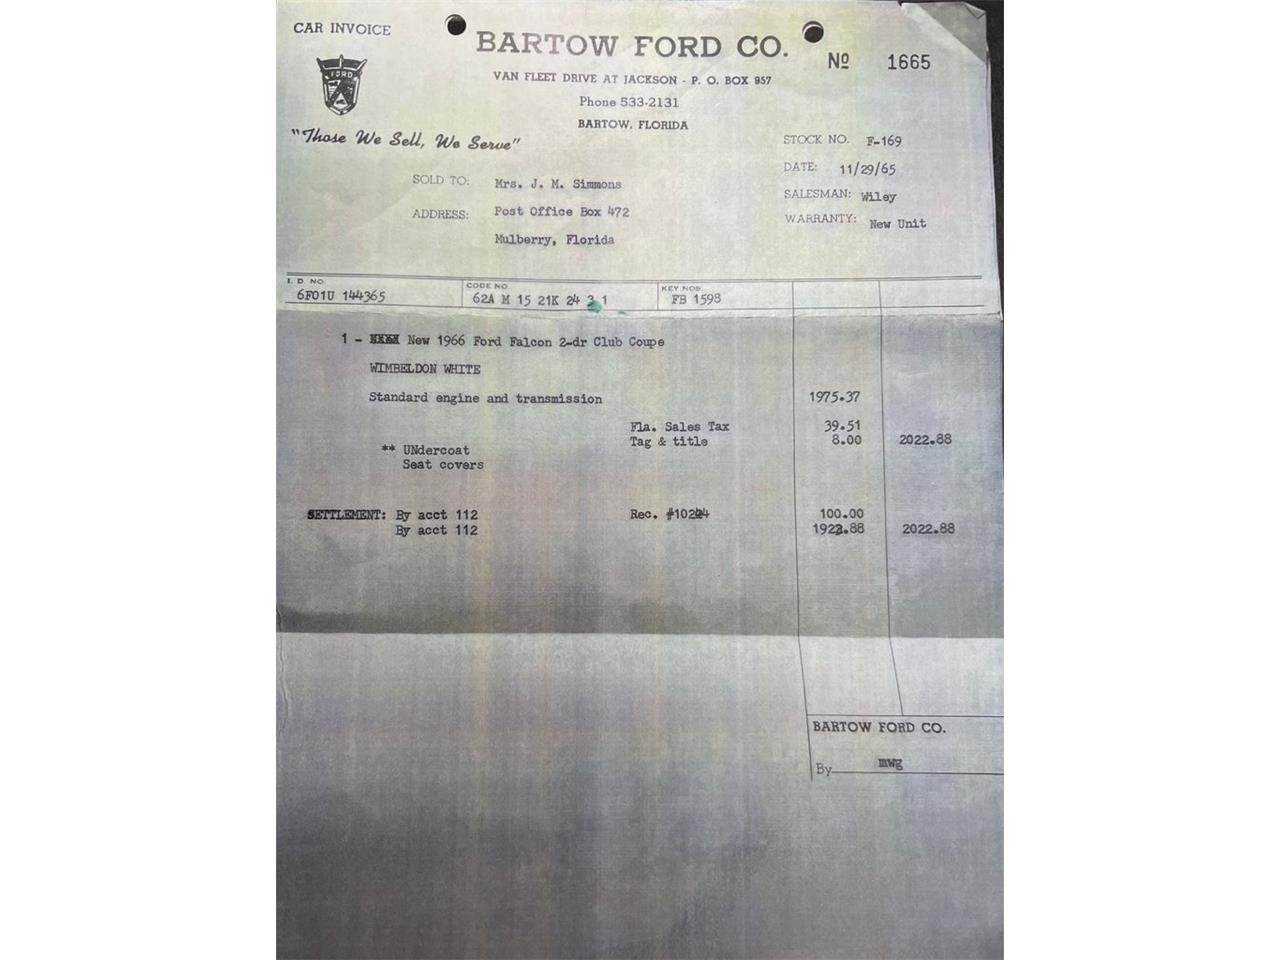 CAR INVOICE
BARTOW FORD CO.
Nº 1665
FORD
VAN FLEET DRIVE AT JACKSON - P. O. BOX 957
Phone 533-2131
BARTOW, FLORIDA
"Those We Sell, We Serve"
STOCK NO. F-169
DATE: 11/29/65
SALESMAN: Wiley
WARRANTY: New Unit
SOLD TO: Mrs. J. M. Simmons
ADDRESS: Post Office Box 472
Mulberry, Florida
I. D. NO. CODE NO. KEY NOS.
6F01U 144365 62A M 15 21K 24 3 1 FB 1598
1 - New 1966 Ford Falcon 2-dr Club Coupe
WIMBELDON WHITE
Standard engine and transmission 1975.37
Fla. Sales Tax 39.51
Tag & title 8.00 2022.88
** UNdercoat
Seat covers
SETTLEMENT: By acct 112 Rec. 100.00
By acct 112 1922.88 2022.88
BARTOW FORD CO.
By mwg